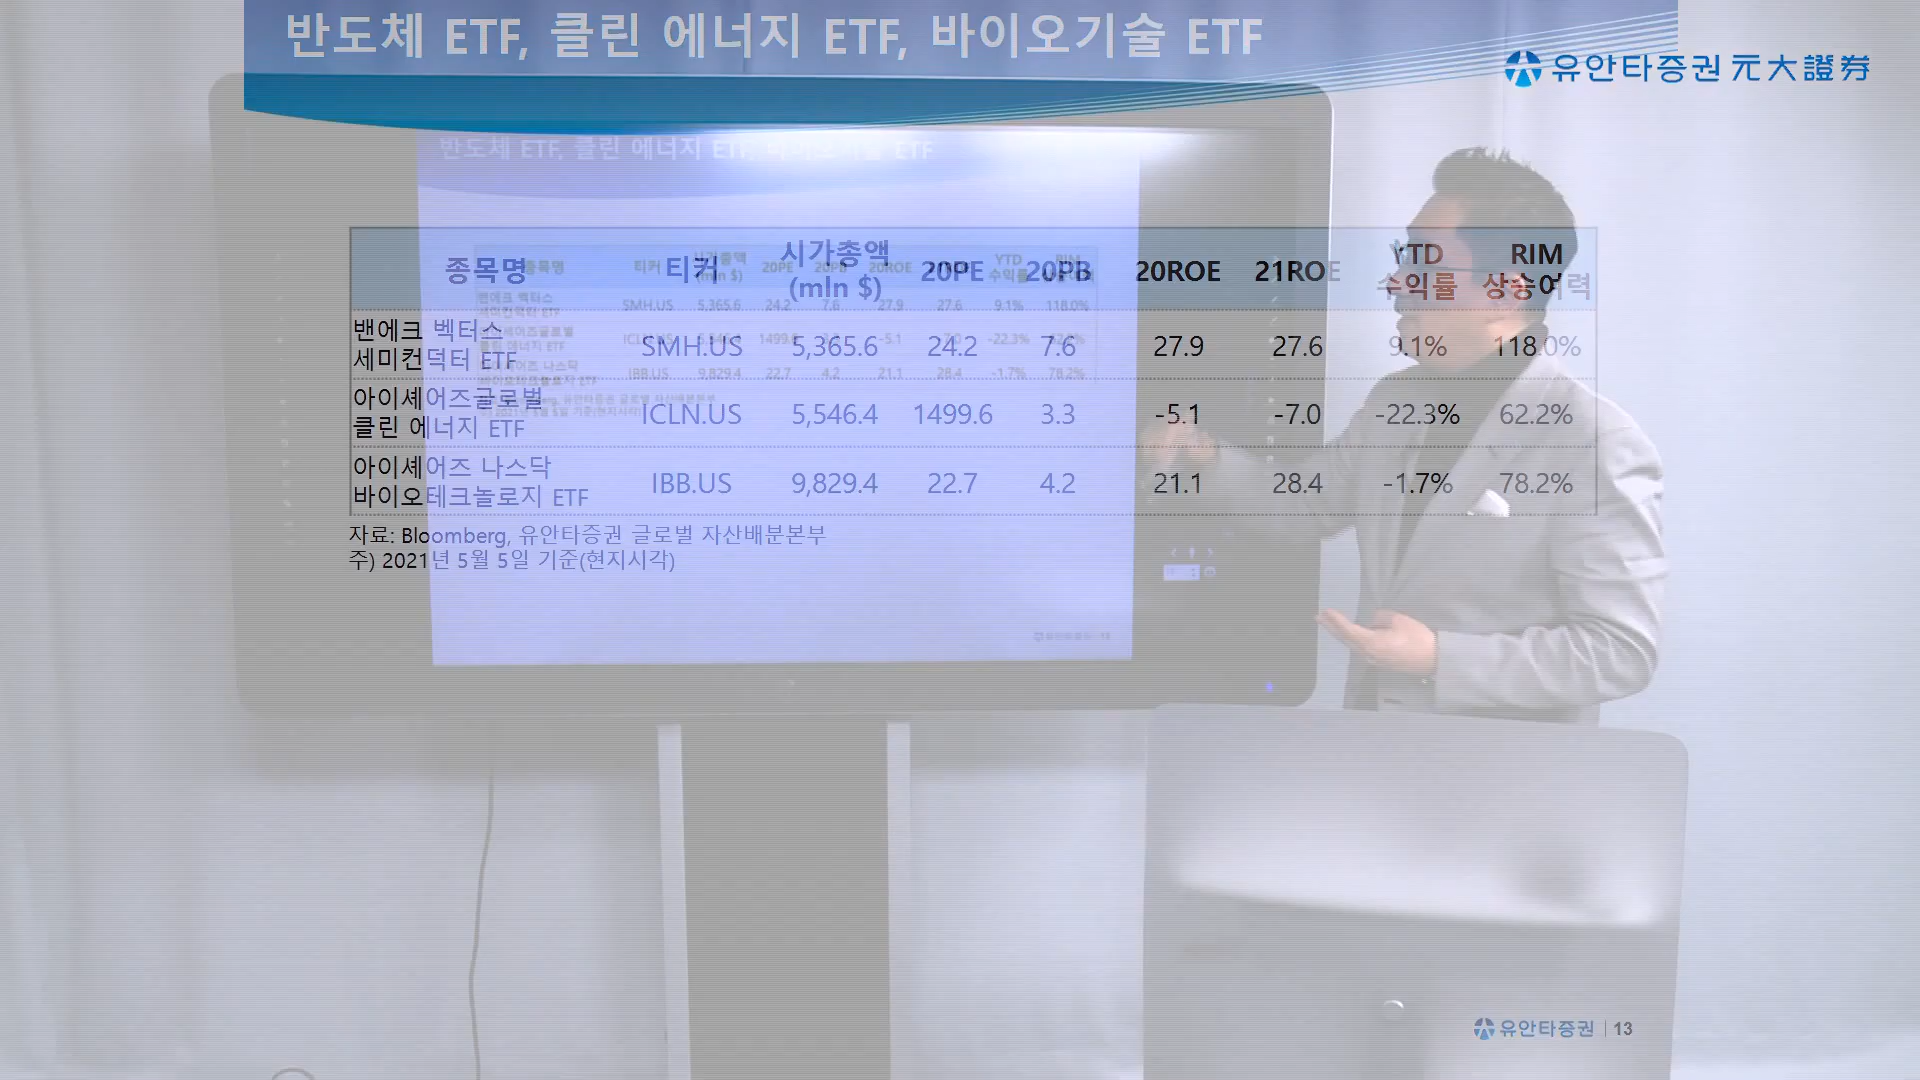 반도체 ETF, 클린 에너지 ETF, 바이오기술 ETF
유안타증권 元大證券
종목명 티커 시가총액 (mln $) 20PE 20PB 20ROE 21ROE YTD 수익률 RIM 상승여력
밴에크 벡터스
세미컨덕터 ETF SMH.US 5,365.6 24.2 7.6 27.9 27.6 9.1% 118.0%
아이셰어즈글로벌
클린 에너지 ETF ICLN.US 5,546.4 1499.6 3.3 -5.1 -7.0 -22.3% 62.2%
아이셰어즈 나스닥
바이오테크놀로지 ETF IBB.US 9,829.4 22.7 4.2 21.1 28.4 -1.7% 78.2%
자료: Bloomberg, 유안타증권 글로벌 자산배분본부
주) 2021년 5월 5일 기준(현지시각)
유안타증권 13